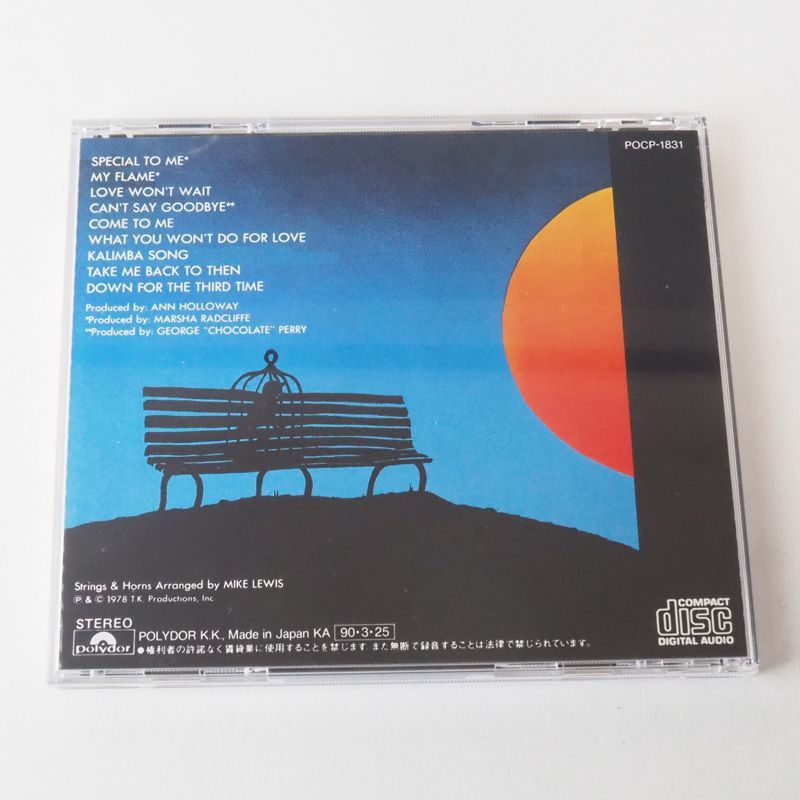 POCP-1831
SPECIAL TO ME*
MY FLAME*
LOVE WON'T WAIT
CAN'T SAY GOODBYE**
COME TO ME
WHAT YOU WON'T DO FOR LOVE
KALIMBA SONG
TAKE ME BACK TO THEN
DOWN FOR THE THIRD TIME
Produced by: ANN HOLLOWAY
*Produced by: MARSHA RADCLIFFE
**Produced by: GEORGE "CHOCOLATE" PERRY
Strings & Horns Arranged by MIKE LEWIS
℗ & © 1978 T.K. Productions, Inc
STEREO
polydor
POLYDOR K.K., Made in Japan KA 90・3・25
●権利者の許諾なく賃貸業に使用することを禁じます。また無断で録音することは法律で禁じられています。
COMPACT
disc
DIGITAL AUDIO